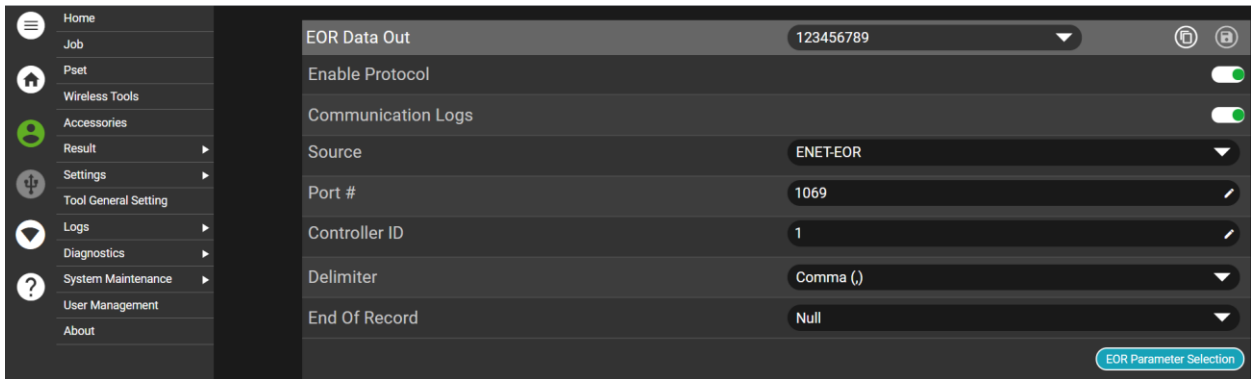 Home
Job
Pset
Wireless Tools
Accessories
Result
Settings
Tool General Setting
Logs
Diagnostics
System Maintenance
User Management
About
EOR Data Out 123456789
Enable Protocol
Communication Logs
Source ENET-EOR
Port # 1069
Controller ID 1
Delimiter Comma (,)
End Of Record Null
EOR Parameter Selection